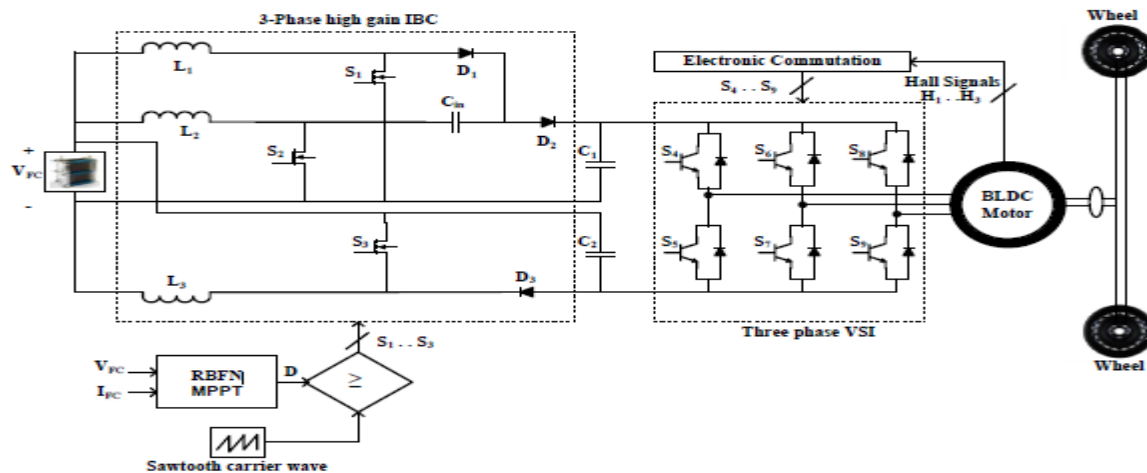 3-Phase high gain IBC
Wheel
L1
S1
D1
Electronic Commutation
Hall Signals
H1 . . H3
S4 . . S9
Cin
L2
D2
S2
C1
S4
S6
S8
+
VFC
-
BLDC
Motor
S3
C2
S5
S7
S9
L3
D3
Three phase VSI
S1 . . S3
VFC
IFC
RBFN
MPPT
D
≥
Wheel
Sawtooth carrier wave